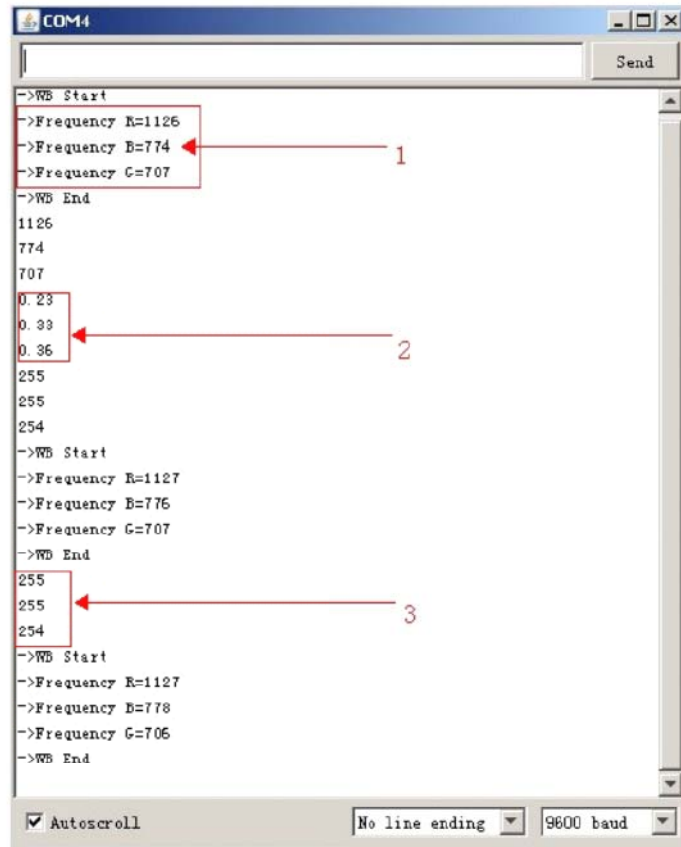 COM4
Send
->WB Start
->Frequency R=1126
->Frequency B=774
->Frequency G=707
->WB End
1126
774
707
0.23
0.33
0.36
255
255
254
->WB Start
->Frequency R=1127
->Frequency B=776
->Frequency G=707
->WB End
255
255
254
->WB Start
->Frequency R=1127
->Frequency B=778
->Frequency G=706
->WB End
1
2
3
Autoscroll
No line ending
9600 baud